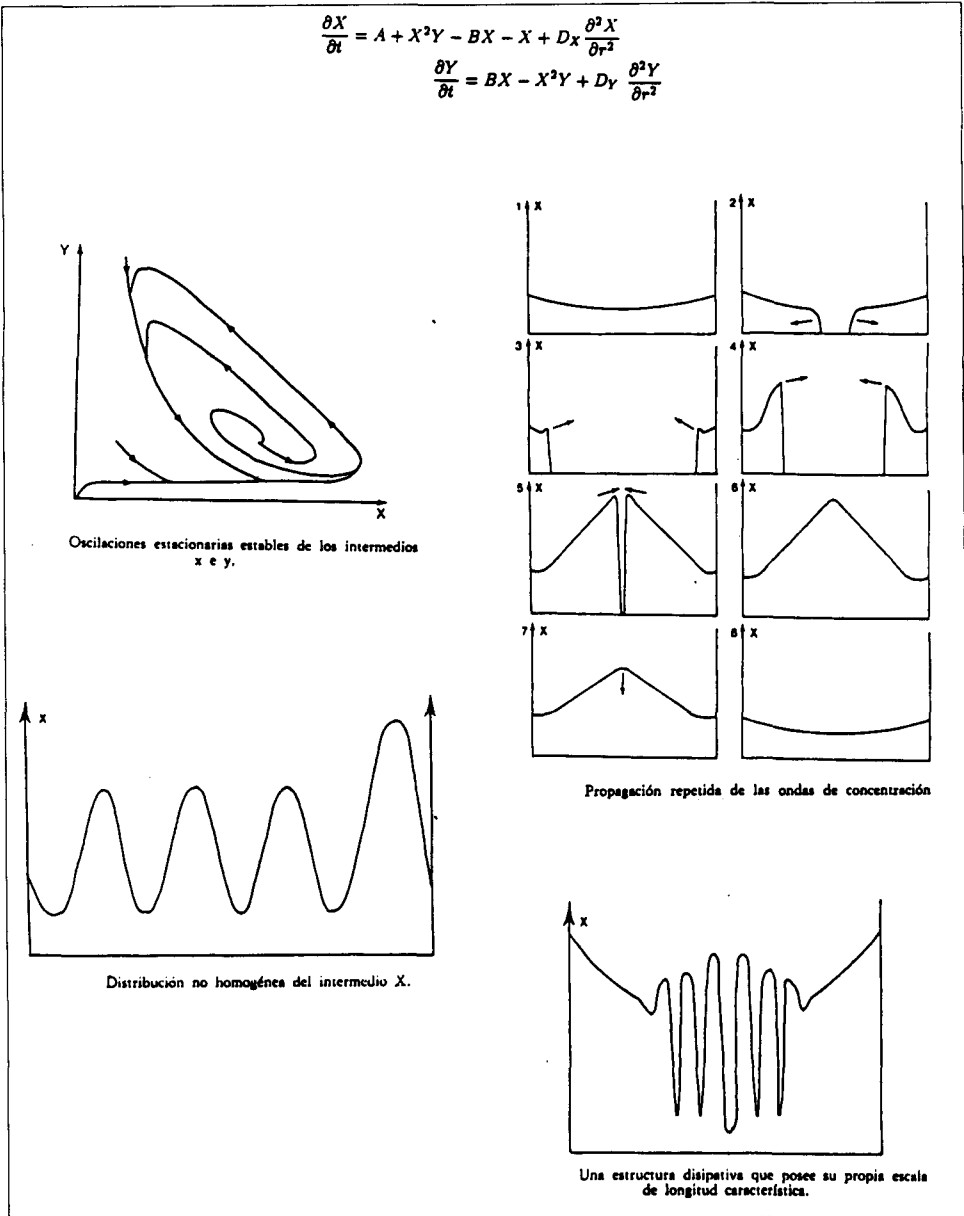 ∂X/∂t = A + X²Y − BX − X + D_X ∂²X/∂r²
∂Y/∂t = BX − X²Y + D_Y ∂²Y/∂r²
Y
X
Oscilaciones estacionarias estables de los intermedios
x e y.
1 X
2 X
3 X
4 X
5 X
6 X
7 X
8 X
Propagación repetida de las ondas de concentración
X
Distribución no homogénea del intermedio X.
X
Una estructura disipativa que posee su propia escala
de longitud característica.